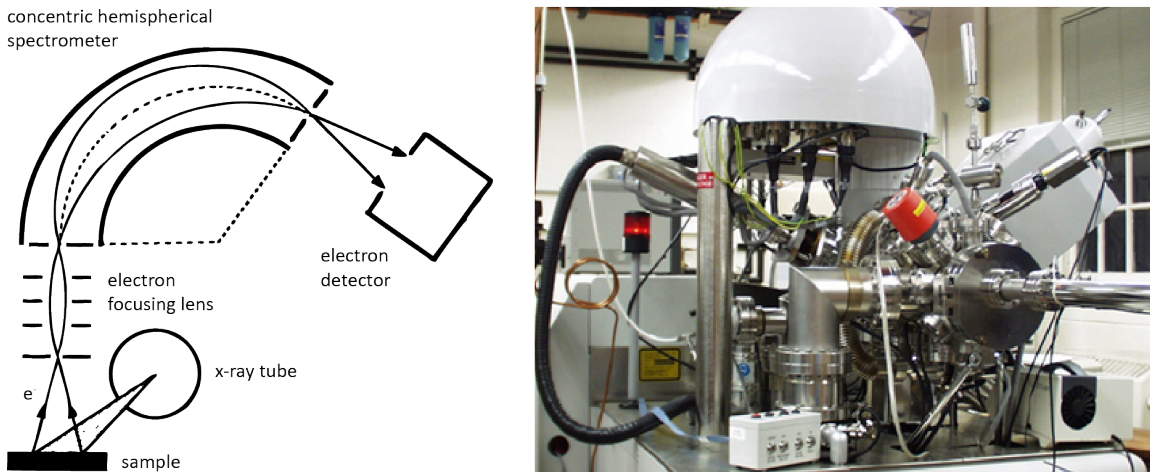 concentric hemispherical
spectrometer
electron
detector
electron
focusing lens
x-ray tube
e-
sample